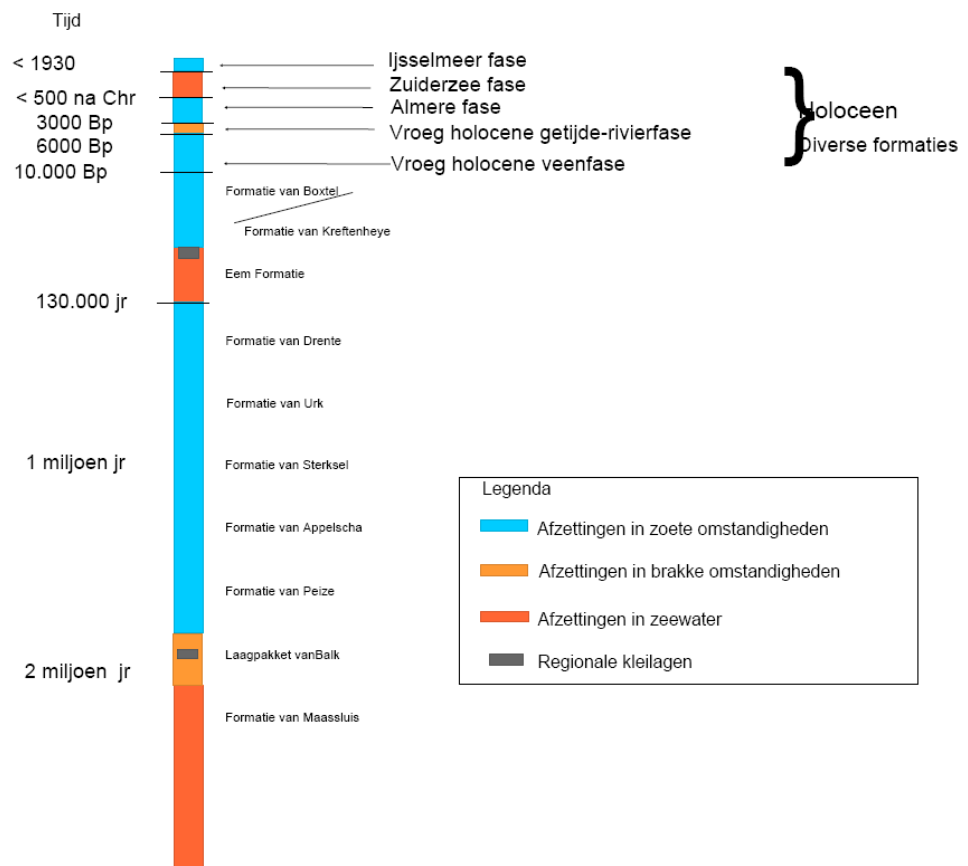 Tijd
< 1930
Ijsselmeer fase
Zuiderzee fase
< 500 na Chr
Almere fase
Holoceen
3000 Bp
Vroeg holocene getijde-rivierfase
6000 Bp
Diverse formaties
Vroeg holocene veenfase
10.000 Bp
Formatie van Boxtel
Formatie van Kreftenheye
Eem Formatie
130.000 jr
Formatie van Drente
Formatie van Urk
1 miljoen jr
Formatie van Sterksel
Formatie van Appelscha
Formatie van Peize
Laagpakket vanBalk
2 miljoen jr
Formatie van Maassluis
Legenda
Afzettingen in zoete omstandigheden
Afzettingen in brakke omstandigheden
Afzettingen in zeewater
Regionale kleilagen